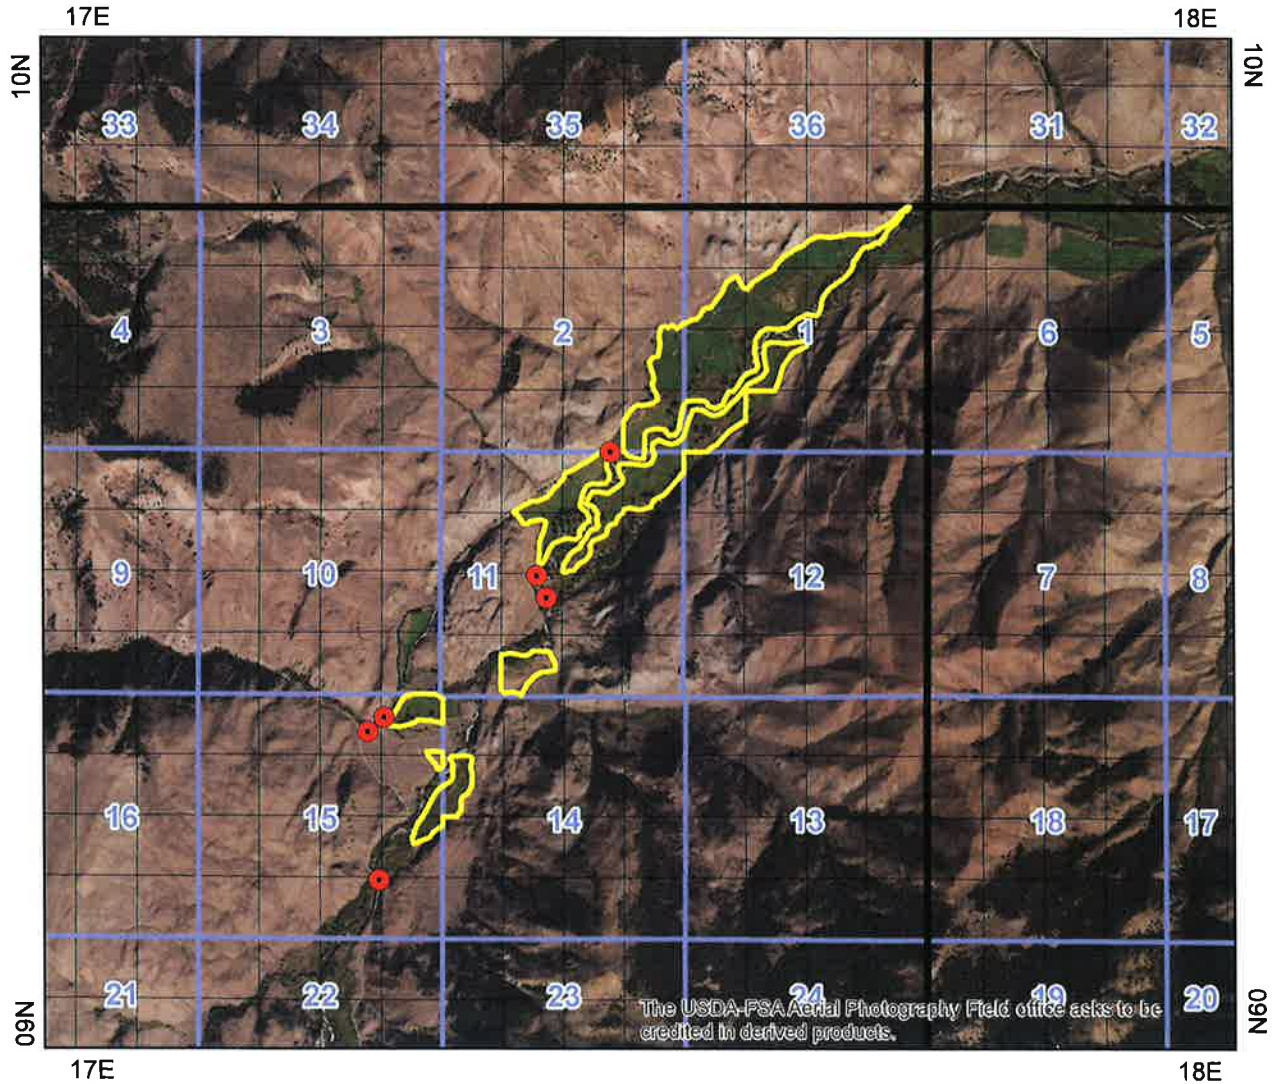 17E 18E
10N 10N
33 34 35 36 31 32
4 3 2 1 6 5
9 10 11 12 7 8
16 15 14 13 18 17
21 22 23 24 19 20
The USDA-FSA Aerial Photography Field office asks to be
credited in derived products.
09N 09N
17E 18E